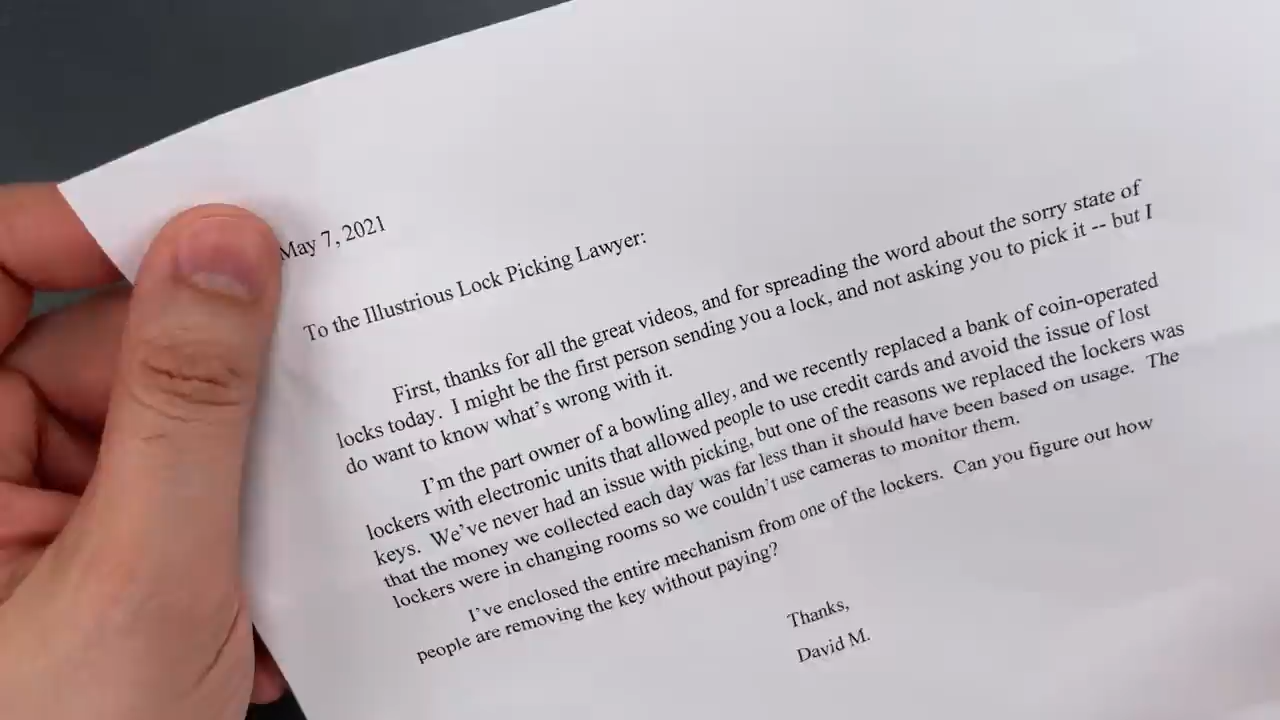 May 7, 2021
To the Illustrious Lock Picking Lawyer:
First, thanks for all the great videos, and for spreading the word about the sorry state of
locks today.  I might be the first person sending you a lock, and not asking you to pick it -- but I
do want to know what's wrong with it.
I'm the part owner of a bowling alley, and we recently replaced a bank of coin-operated
lockers with electronic units that allowed people to use credit cards and avoid the issue of lost
keys.  We've never had an issue with picking, but one of the reasons we replaced the lockers was
that the money we collected each day was far less than it should have been based on usage.  The
lockers were in changing rooms so we couldn't use cameras to monitor them.
I've enclosed the entire mechanism from one of the lockers.  Can you figure out how
people are removing the key without paying?
Thanks,
David M.